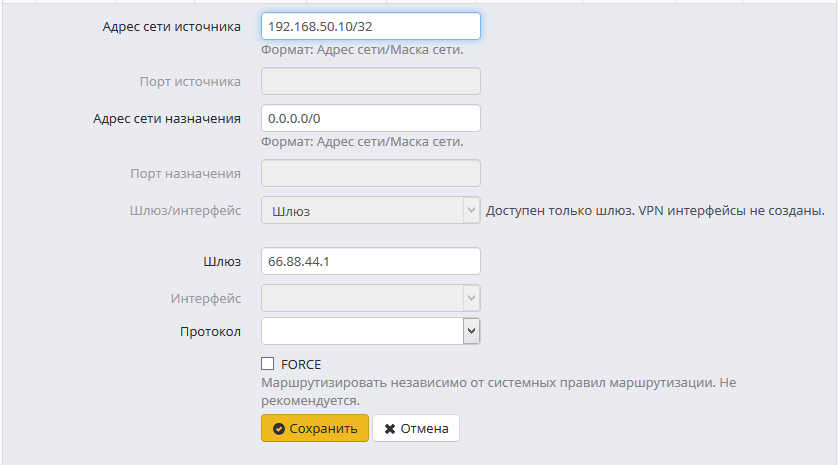 Адрес сети источника 192.168.50.10/32
Формат: Адрес сети/Маска сети.
Порт источника
Адрес сети назначения 0.0.0.0/0
Формат: Адрес сети/Маска сети.
Порт назначения
Шлюз/интерфейс Шлюз Доступен только шлюз. VPN интерфейсы не созданы.
Шлюз 66.88.44.1
Интерфейс
Протокол
FORCE
Маршрутизировать независимо от системных правил маршрутизации. Не
рекомендуется.
Сохранить Отмена